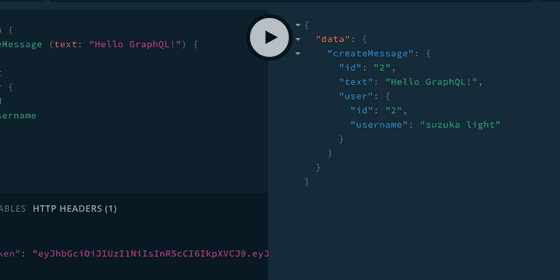 {
eMessage (text: "Hello GraphQL!") {
t
r {
d
sername
ABLES HTTP HEADERS (1)
ken": "eyJhbGciOiJIUzI1NiIsInR5cCI6IkpXVCJ9.eyJ
{
"data": {
"createMessage": {
"id": "2",
"text": "Hello GraphQL!",
"user": {
"id": "2",
"username": "suzuka light"
}
}
}
}